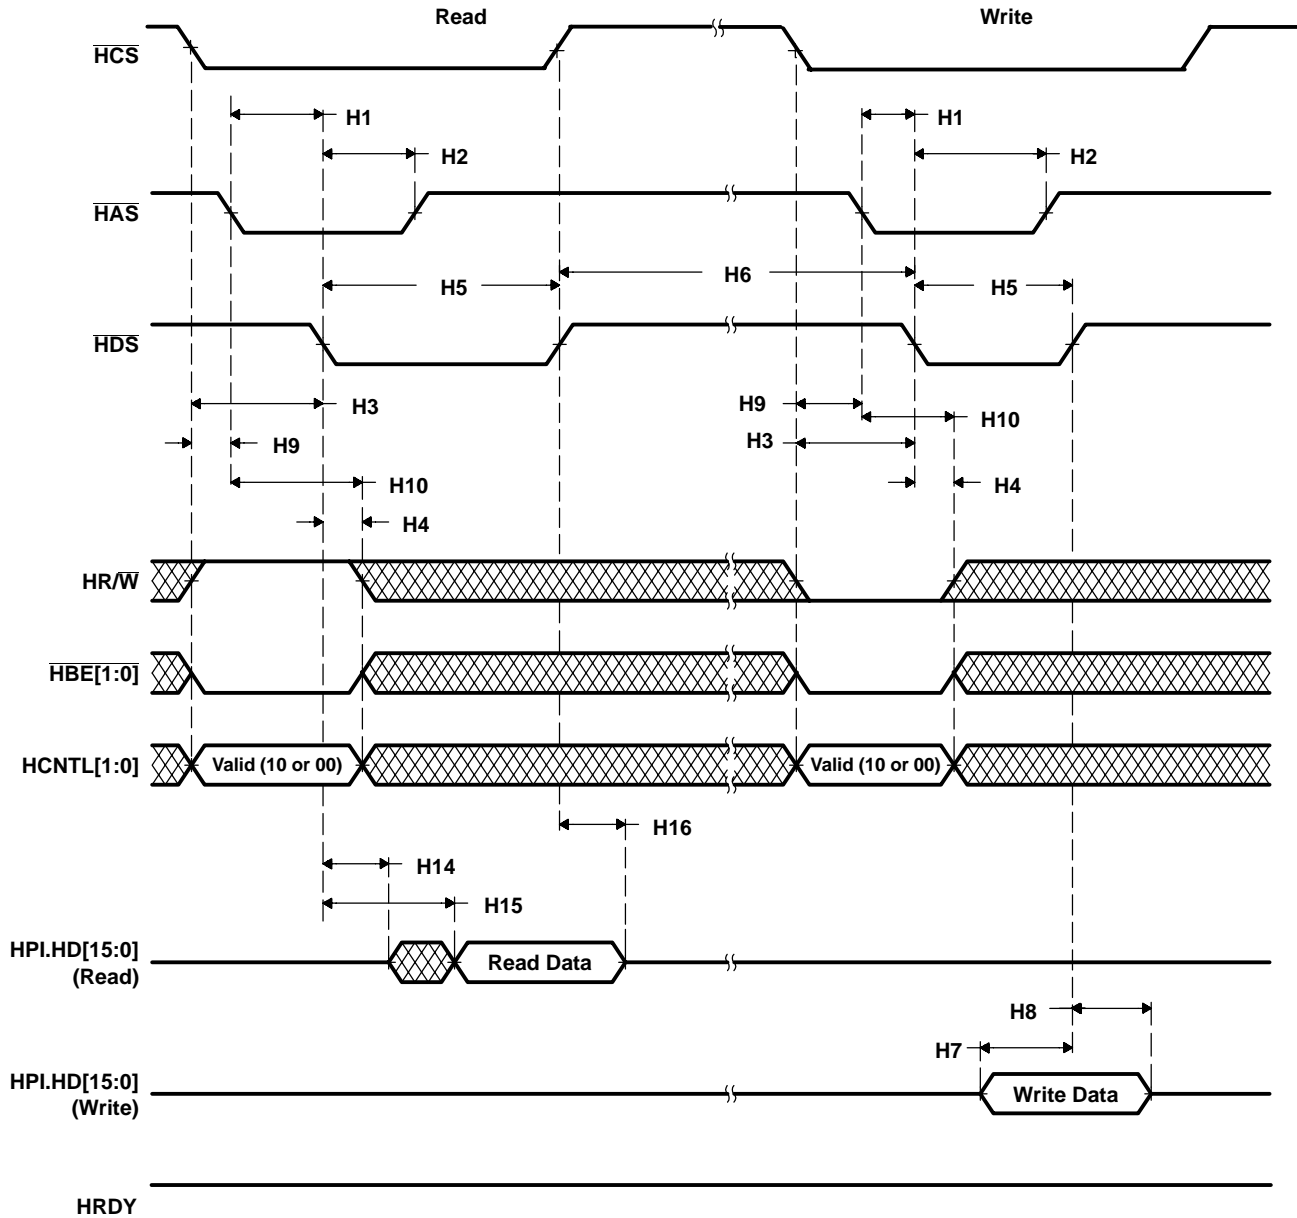 Read Write
HCS
H1 H1
H2 H2
HAS
H6
H5 H5
HDS
H3 H9
H10
H9 H3
H10 H4
H4
HR/W
HBE[1:0]
HCNTL[1:0] Valid (10 or 00) Valid (10 or 00)
H16
H14
H15
HPI.HD[15:0]
(Read) Read Data
H8
H7
HPI.HD[15:0]
(Write) Write Data
HRDY